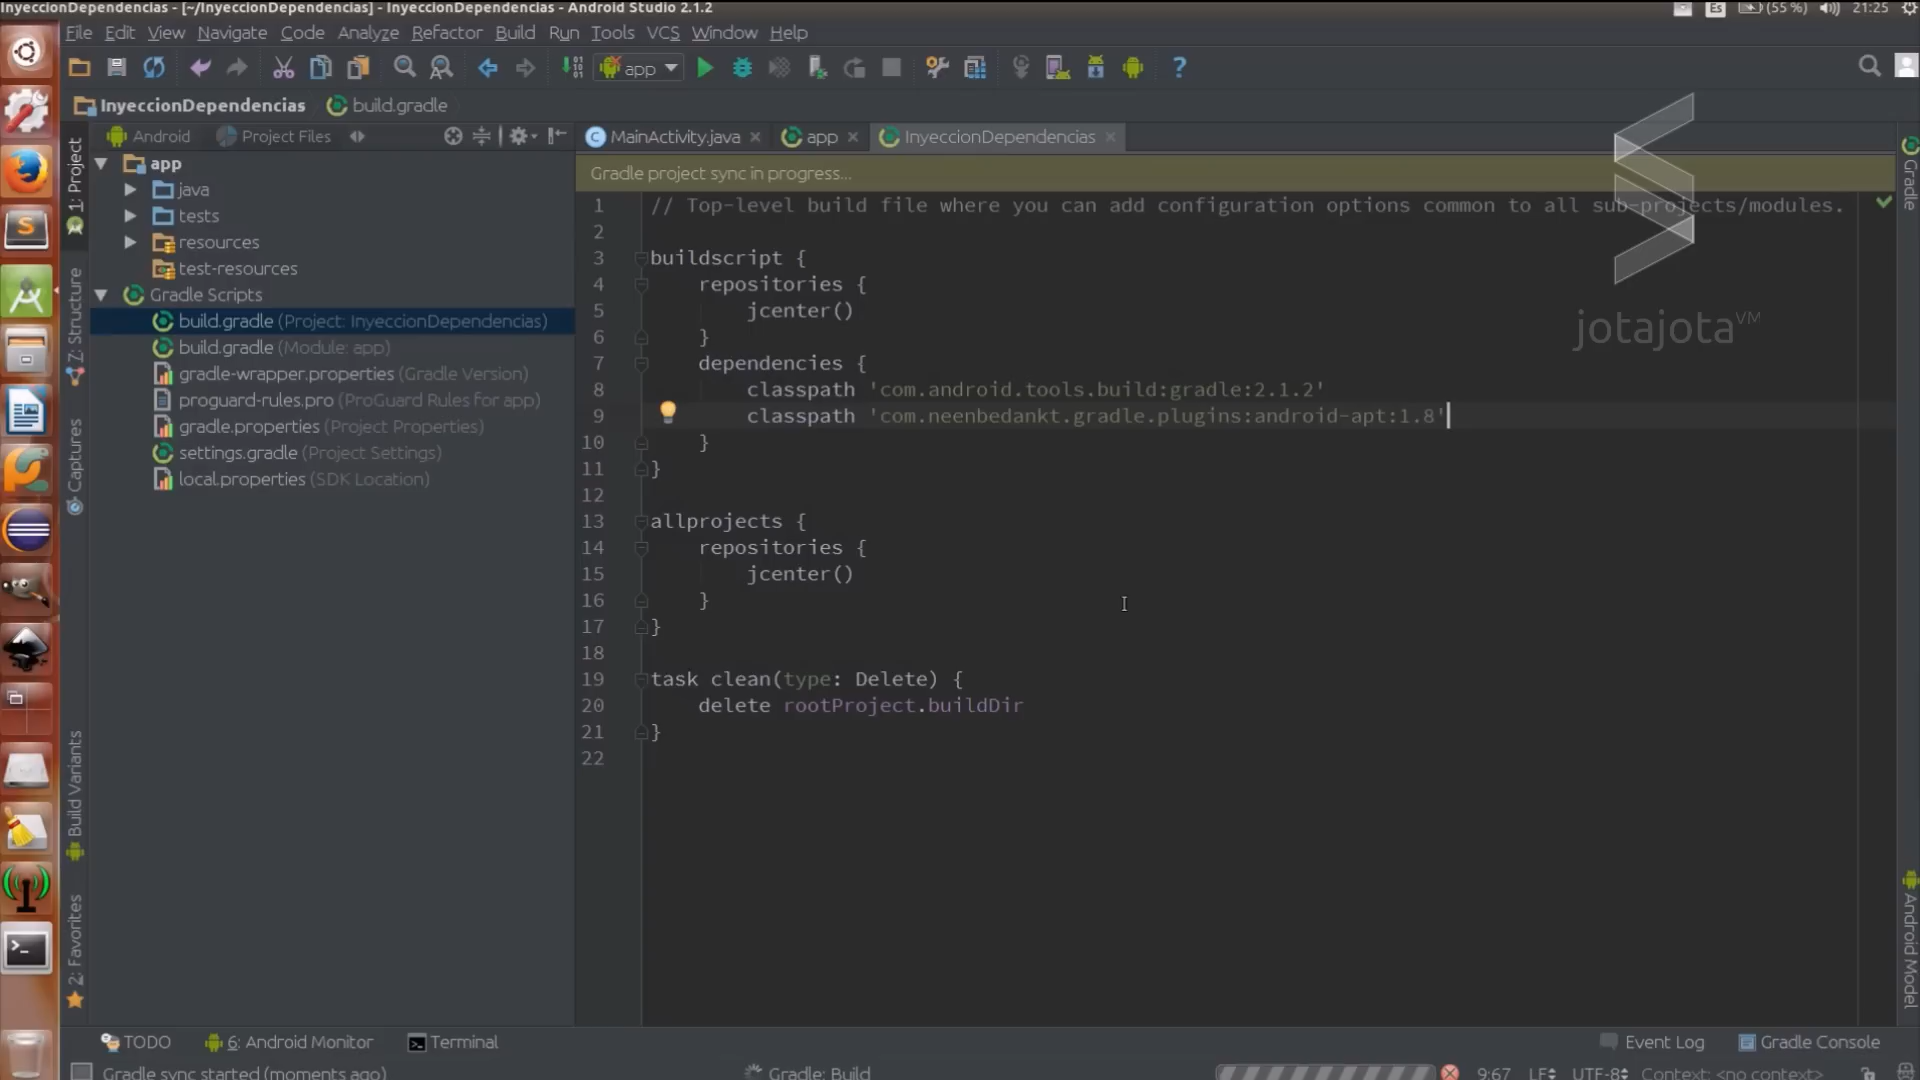 InyeccionDependencias - [~/InyeccionDependencias] - InyeccionDependencias - Android Studio 2.1.2
Es
(55 %)
21:25
File Edit View Navigate Code Analyze Refactor Build Run Tools VCS Window Help
app
InyeccionDependencias build.gradle
Android Project Files
MainActivity.java app InyeccionDependencias
Gradle project sync in progress...
1: Project
Z: Structure
Captures
Build Variants
2: Favorites
app
java
tests
resources
test-resources
Gradle Scripts
build.gradle (Project: InyeccionDependencias)
build.gradle (Module: app)
gradle-wrapper.properties (Gradle Version)
proguard-rules.pro (ProGuard Rules for app)
gradle.properties (Project Properties)
settings.gradle (Project Settings)
local.properties (SDK Location)
1 // Top-level build file where you can add configuration options common to all sub-projects/modules.
2
3 buildscript {
4 repositories {
5 jcenter()
6 }
7 dependencies {
8 classpath 'com.android.tools.build:gradle:2.1.2'
9 classpath 'com.neenbedankt.gradle.plugins:android-apt:1.8'
10 }
11 }
12
13 allprojects {
14 repositories {
15 jcenter()
16 }
17 }
18
19 task clean(type: Delete) {
20 delete rootProject.buildDir
21 }
22
jotajota VM
Gradle
Android Model
TODO 6: Android Monitor Terminal Event Log Gradle Console
Gradle sync started (moments ago) Gradle: Build 9:67 LF UTF-8 Context: <no context>